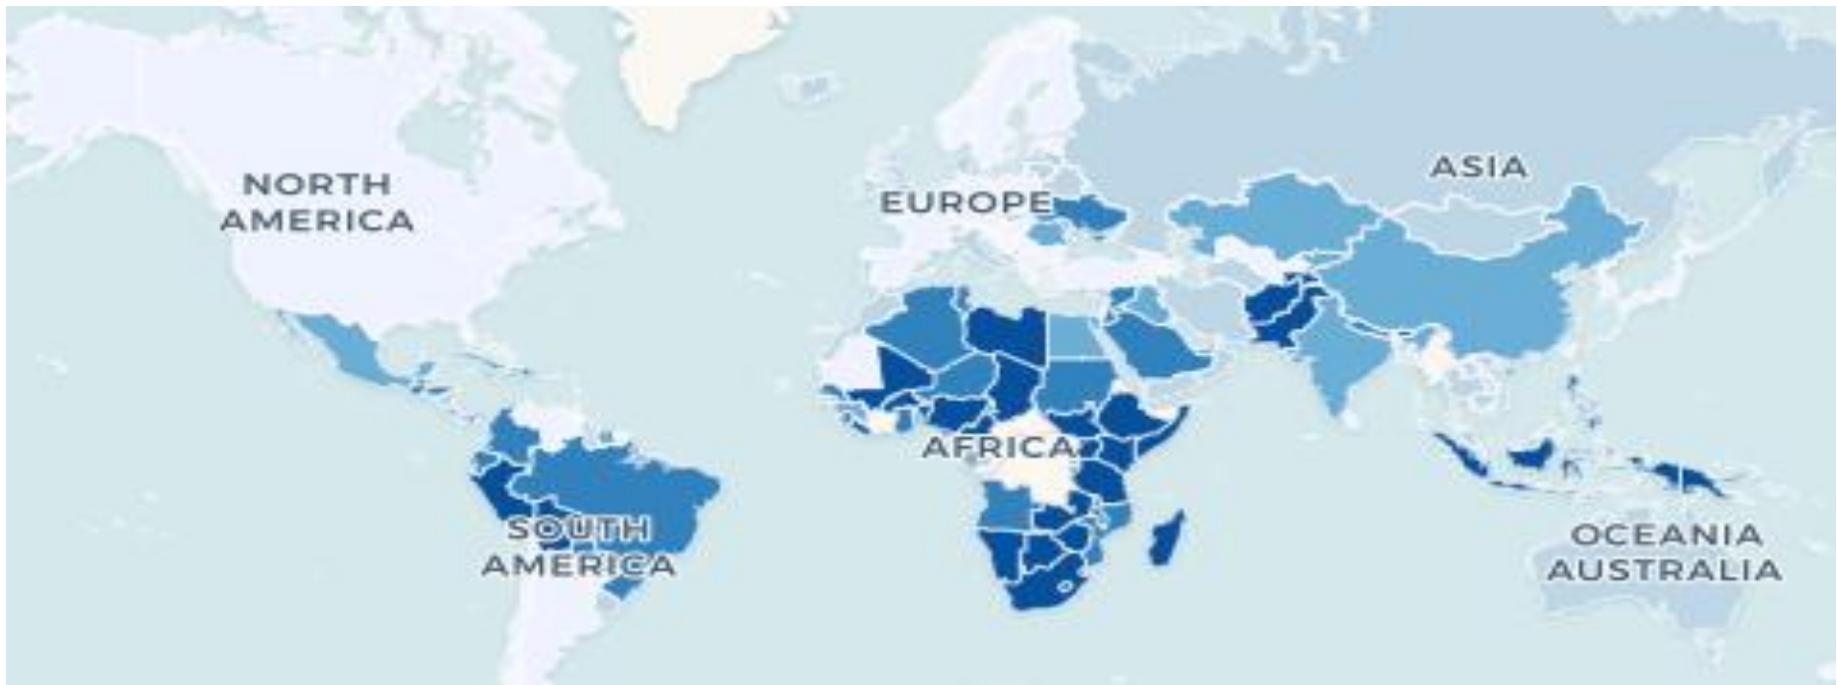 NORTH
AMERICA
EUROPE
ASIA
AFRICA
SOUTH
AMERICA
OCEANIA
AUSTRALIA